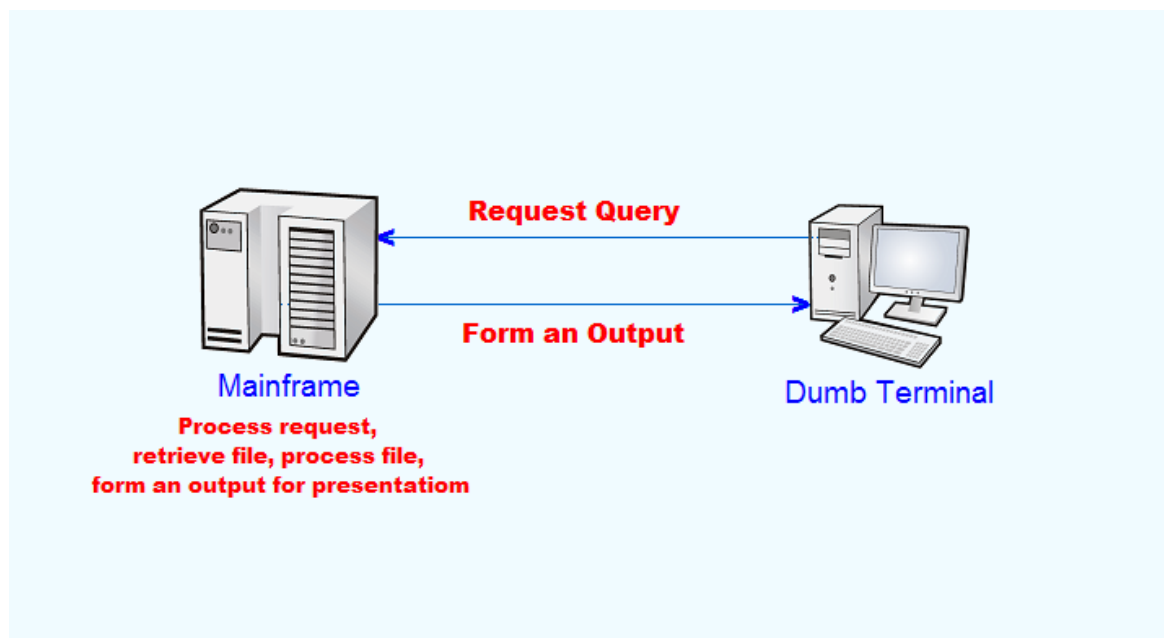 Request Query
Form an Output
Mainframe
Process request,
retrieve file, process file,
form an output for presentatiom
Dumb Terminal